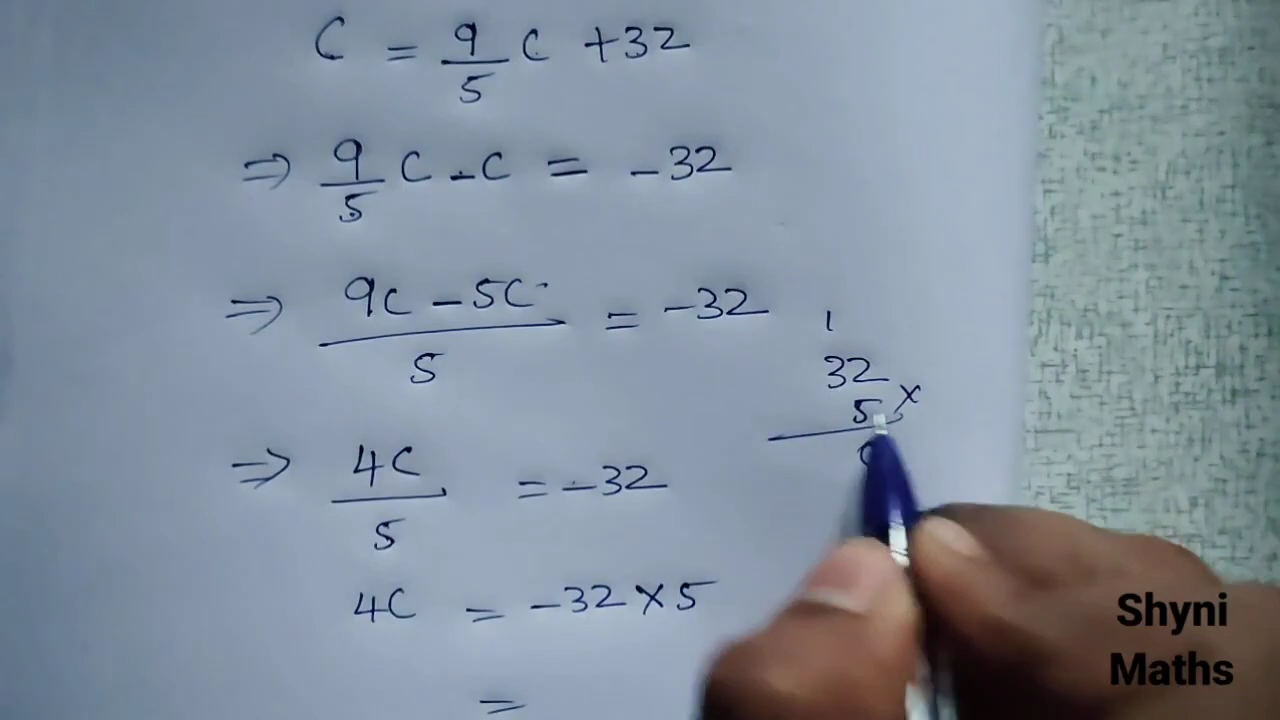 C = 9/5 C + 32
⇒ 9/5 C - C = -32
⇒ (9C - 5C)/5 = -32
1
32
5 ×
⇒ 4C/5 = -32
4C = -32 × 5
=
Shyni
Maths